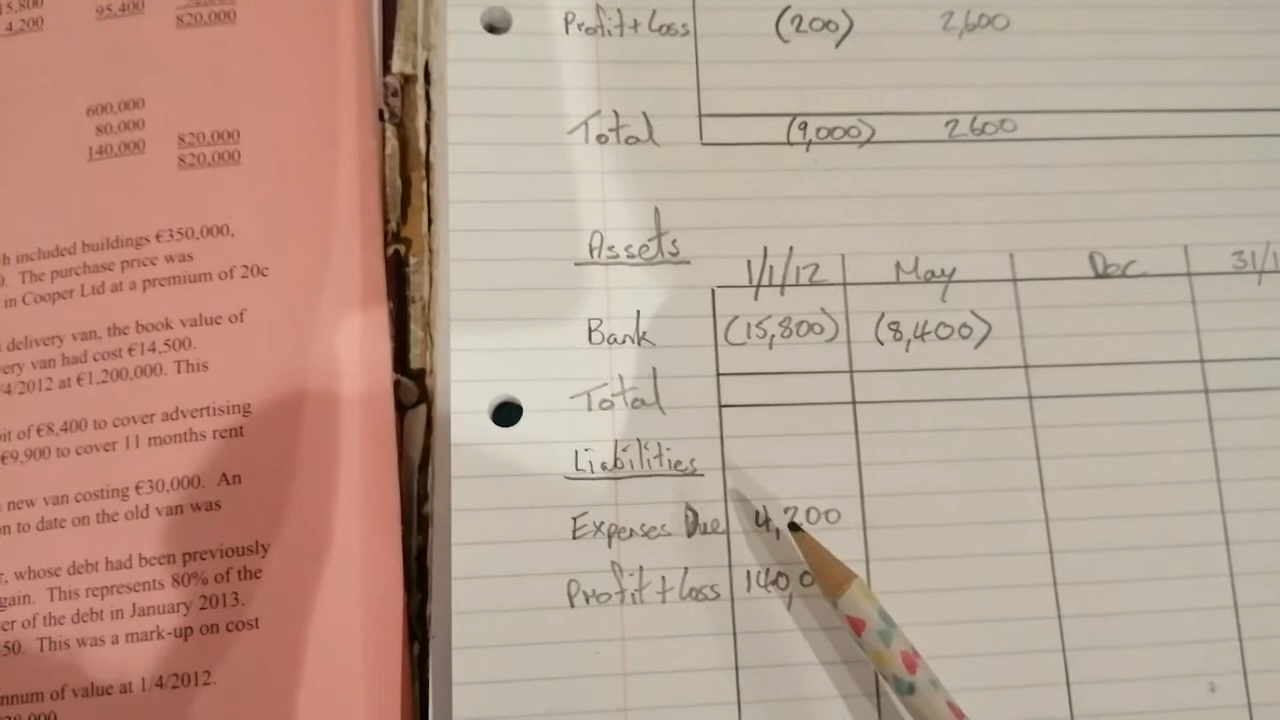 15,800
4,200 95,400
820,000
600,000
80,000
140,000 820,000
820,000
h included buildings €350,000,
). The purchase price was
in Cooper Ltd at a premium of 20c
delivery van, the book value of
ery van had cost €14,500.
/4/2012 at €1,200,000. This
it of €8,400 to cover advertising
€9,900 to cover 11 months rent
new van costing €30,000. An
n to date on the old van was
, whose debt had been previously
gain. This represents 80% of the
er of the debt in January 2013.
50. This was a mark-up on cost
nnum of value at 1/4/2012.
Profit+Loss (200) 2,600
Total (9,000) 2600
Assets
1/1/12 May Dec 31/1
Bank (15,800) (8,400)
Total
Liabilities
Expenses Due 4,200
Profit+Loss 140,0
2